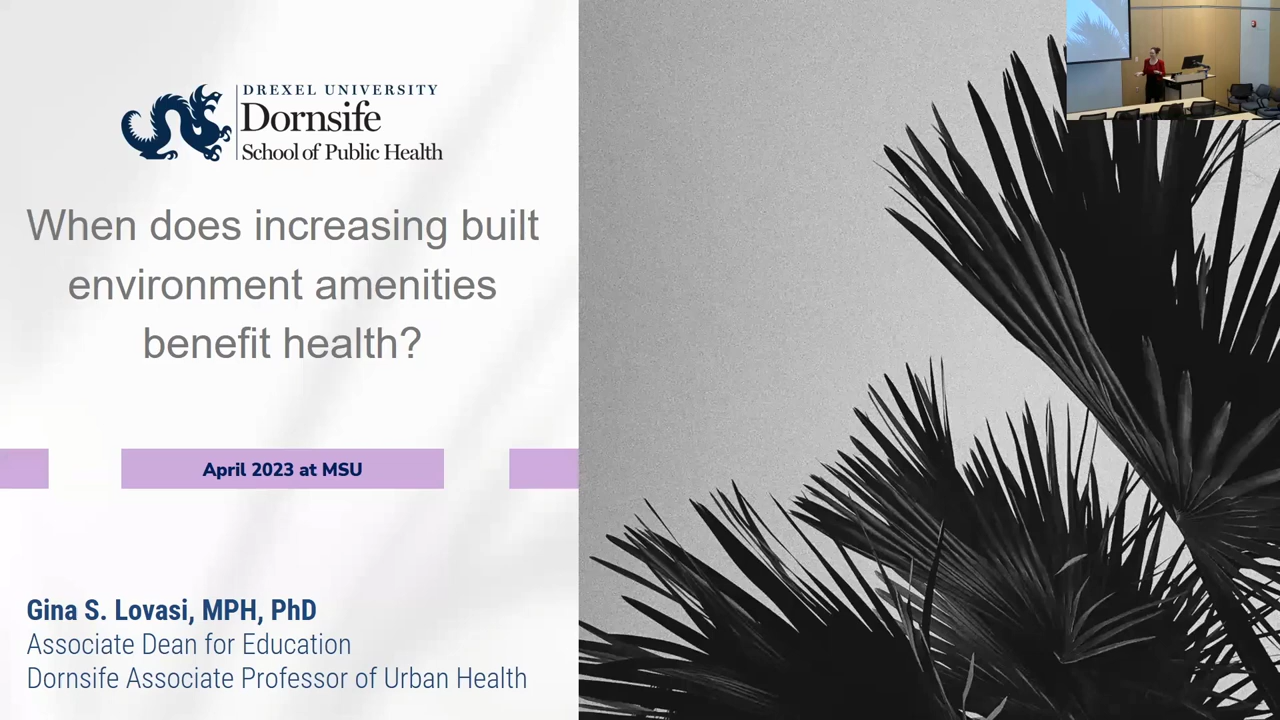 DREXEL UNIVERSITY
Dornsife
School of Public Health
When does increasing built
environment amenities
benefit health?
April 2023 at MSU
Gina S. Lovasi, MPH, PhD
Associate Dean for Education
Dornsife Associate Professor of Urban Health